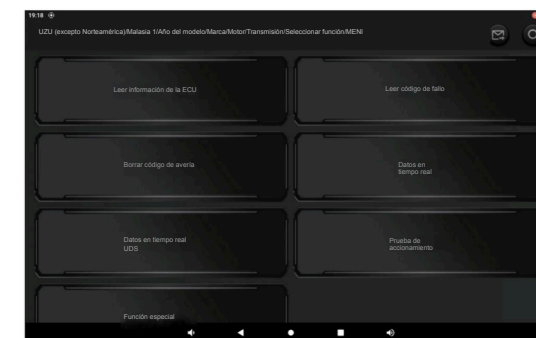 19:18
UZU (excepto Norteamérica)/Malasia 1/Año del modelo/Marca/Motor/Transmisión/Seleccionar función/MENI
Leer información de la ECU
Leer código de fallo
Borrar código de avería
Datos en
tiempo real
Datos en tiempo real
UDS
Prueba de
accionamiento
Función especial